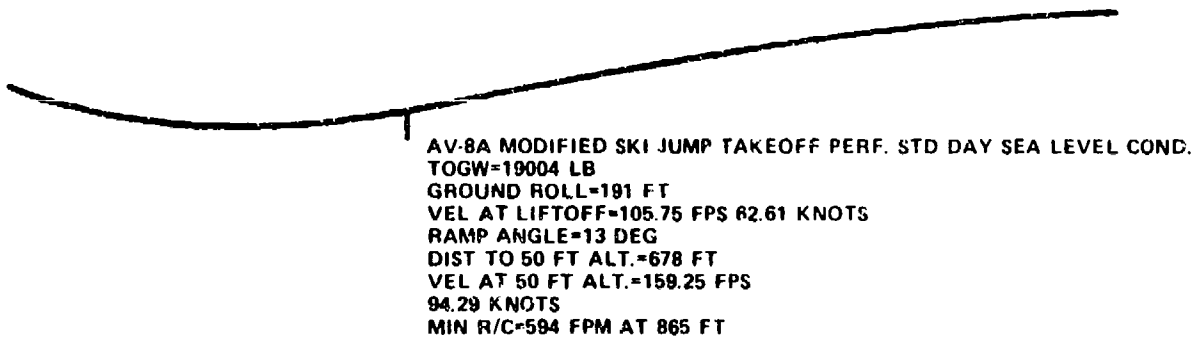 AV-8A MODIFIED SKI JUMP TAKEOFF PERF. STD DAY SEA LEVEL COND.
TOGW=19004 LB
GROUND ROLL=191 FT
VEL AT LIFTOFF=105.75 FPS 62.61 KNOTS
RAMP ANGLE=13 DEG
DIST TO 50 FT ALT.=678 FT
VEL AT 50 FT ALT.=159.25 FPS
94.29 KNOTS
MIN R/C=594 FPM AT 865 FT